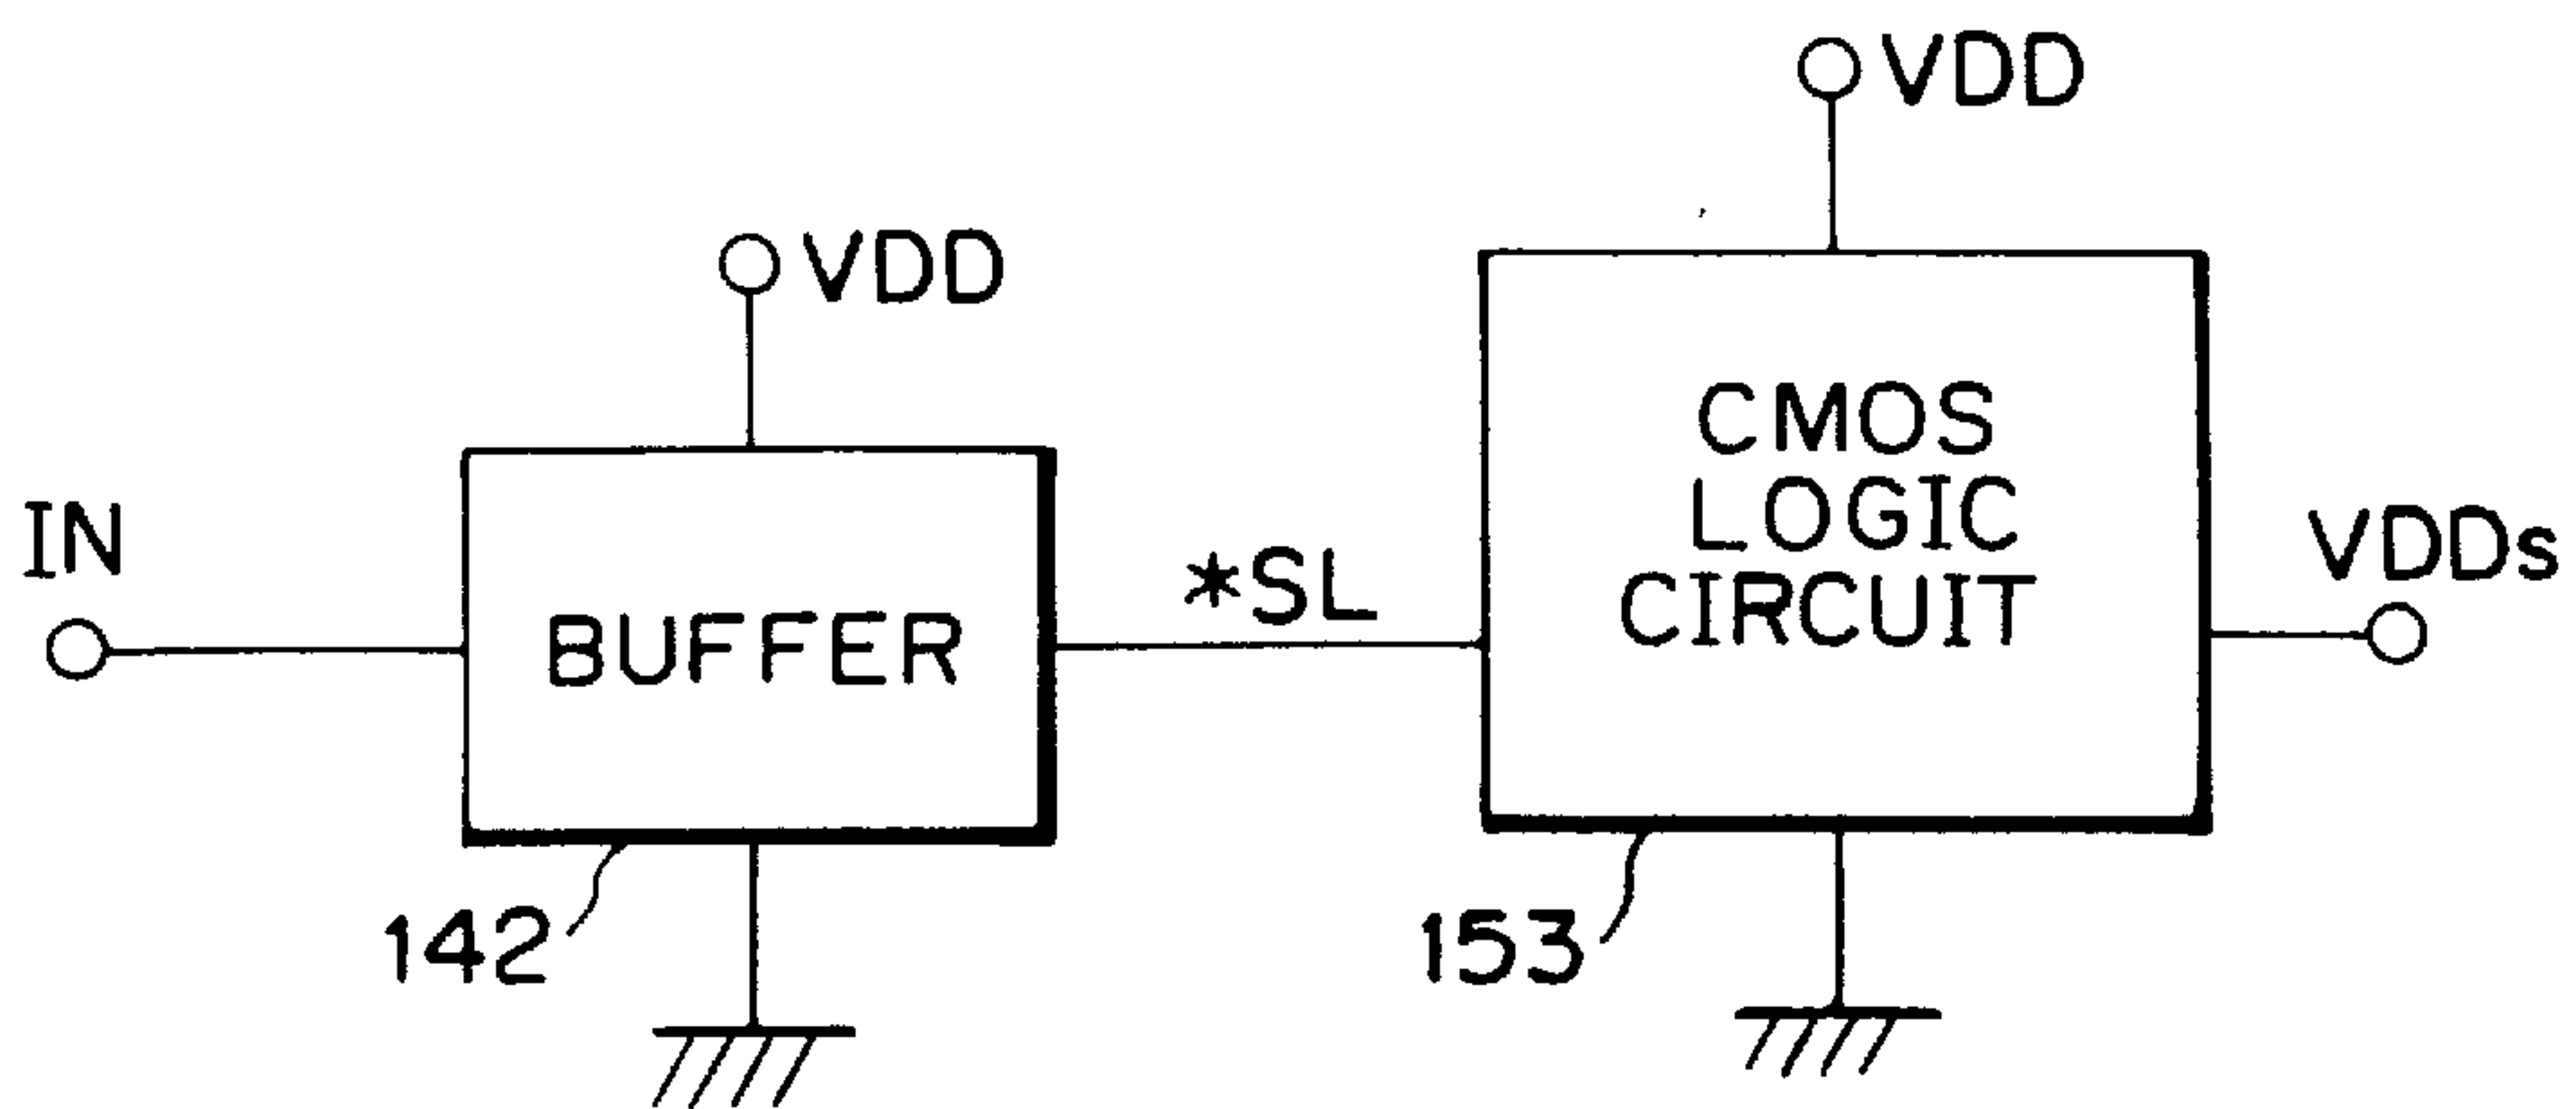 VDD
VDD
IN
BUFFER
*SL
CMOS
LOGIC
CIRCUIT
VDDs
142
153